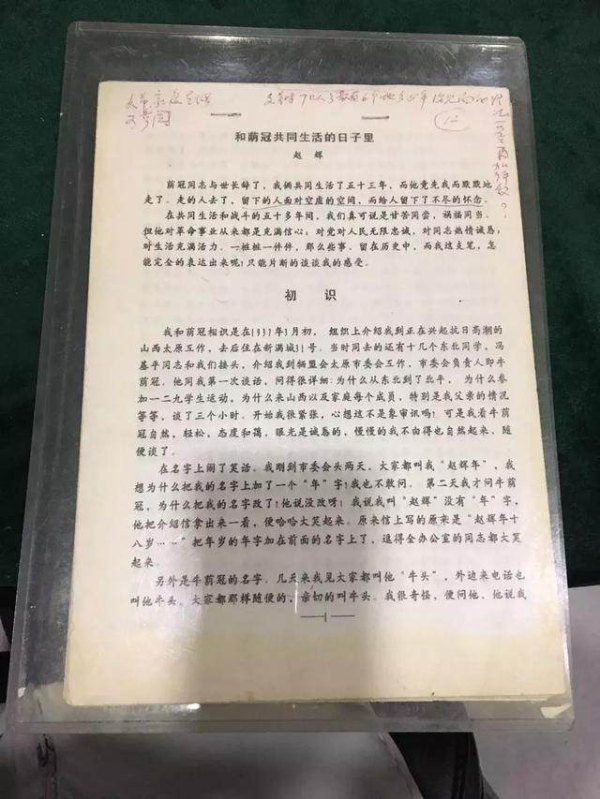 和荫冠共同生活的日子里
赵辉
荫冠同志与世长辞了，我俩共同生活了五十三年，而他竟先我而默默地
走了。走的人去了，留下的人面对空虚的空间，而给人留下了不尽的怀念。
在共同生活和战斗的五十多年间，我们真可说是甘苦同尝，祸福同当。
但他对革命事业从来都是充满信心；对党对人民无限忠诚，对同志热情诚恳；
对生活充满活力。一桩桩一件件，那么些事。留在历史中，而我这支笔，怎
能完全的表达出来呢！只能片断的谈谈我的感受。
初识
我和荫冠相识是在1937年3月初，组织上介绍我到正在兴起抗日高潮的
山西太原工作，去后住在新满城31号。当时同去的还有十几个东北同学，冯
基平同志和我们接头，介绍我到牺盟会太原市委会工作，市委会负责人即牛
荫冠。他同我第一次谈话，问得很详细：为什么从东北到了北平，为什么参
加一二九学生运动，为什么来山西以及家庭每个成员，特别是我父亲的情况
等等，谈了三个小时。开始我很紧张，心想这不是象审讯吗！可是我看牛荫
冠自然，轻松，态度和蔼，眼光是诚恳的，慢慢的我不由得也自然起来，随
便谈了。
在名字上闹了笑话。我刚到市委会头两天，大家都叫我“赵辉年”，我
想为什么把我的名字上加了一个“年”字！我也不敢问。第二天我才问牛荫
冠，为什么把我的名字改了！他说没改呀！我说我叫“赵辉”没有“年”字，
他把介绍信拿出来一看，便哈哈大笑起来。原来信上写的原来是“赵辉年十
八岁……”把年岁的年字加在前面的名字上了，逗得全办公室的同志都大笑
起来。
另外是牛荫冠的名字。几天来我见大家都叫他“牛头”，外边来电话也
叫他牛头。大家都那样随便的，亲切的叫牛头。我很奇怪，便问他，他说我
1